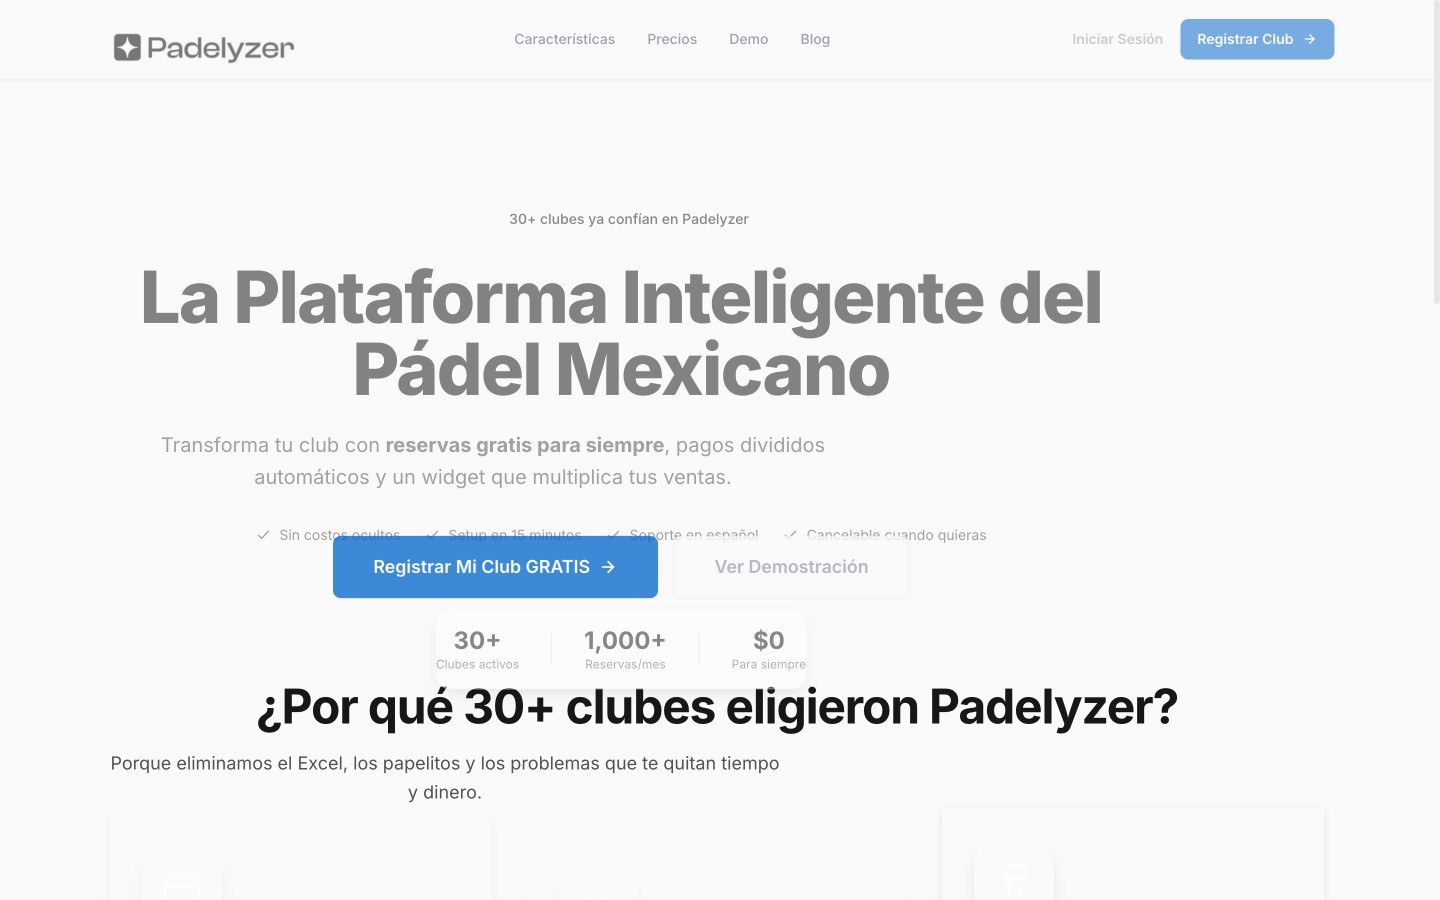 Padelyzer
Características
Precios
Demo
Blog
Iniciar Sesión
Registrar Club
30+ clubes ya confían en Padelyzer
La Plataforma Inteligente del
Pádel Mexicano
Transforma tu club con reservas gratis para siempre, pagos divididos
automáticos y un widget que multiplica tus ventas.
Sin costos ocultos
Setup en 15 minutos
Soporte en español
Cancelable cuando quieras
Registrar Mi Club GRATIS
Ver Demostración
30+
Clubes activos
1,000+
Reservas/mes
$0
Para siempre
¿Por qué 30+ clubes eligieron Padelyzer?
Porque eliminamos el Excel, los papelitos y los problemas que te quitan tiempo
y dinero.